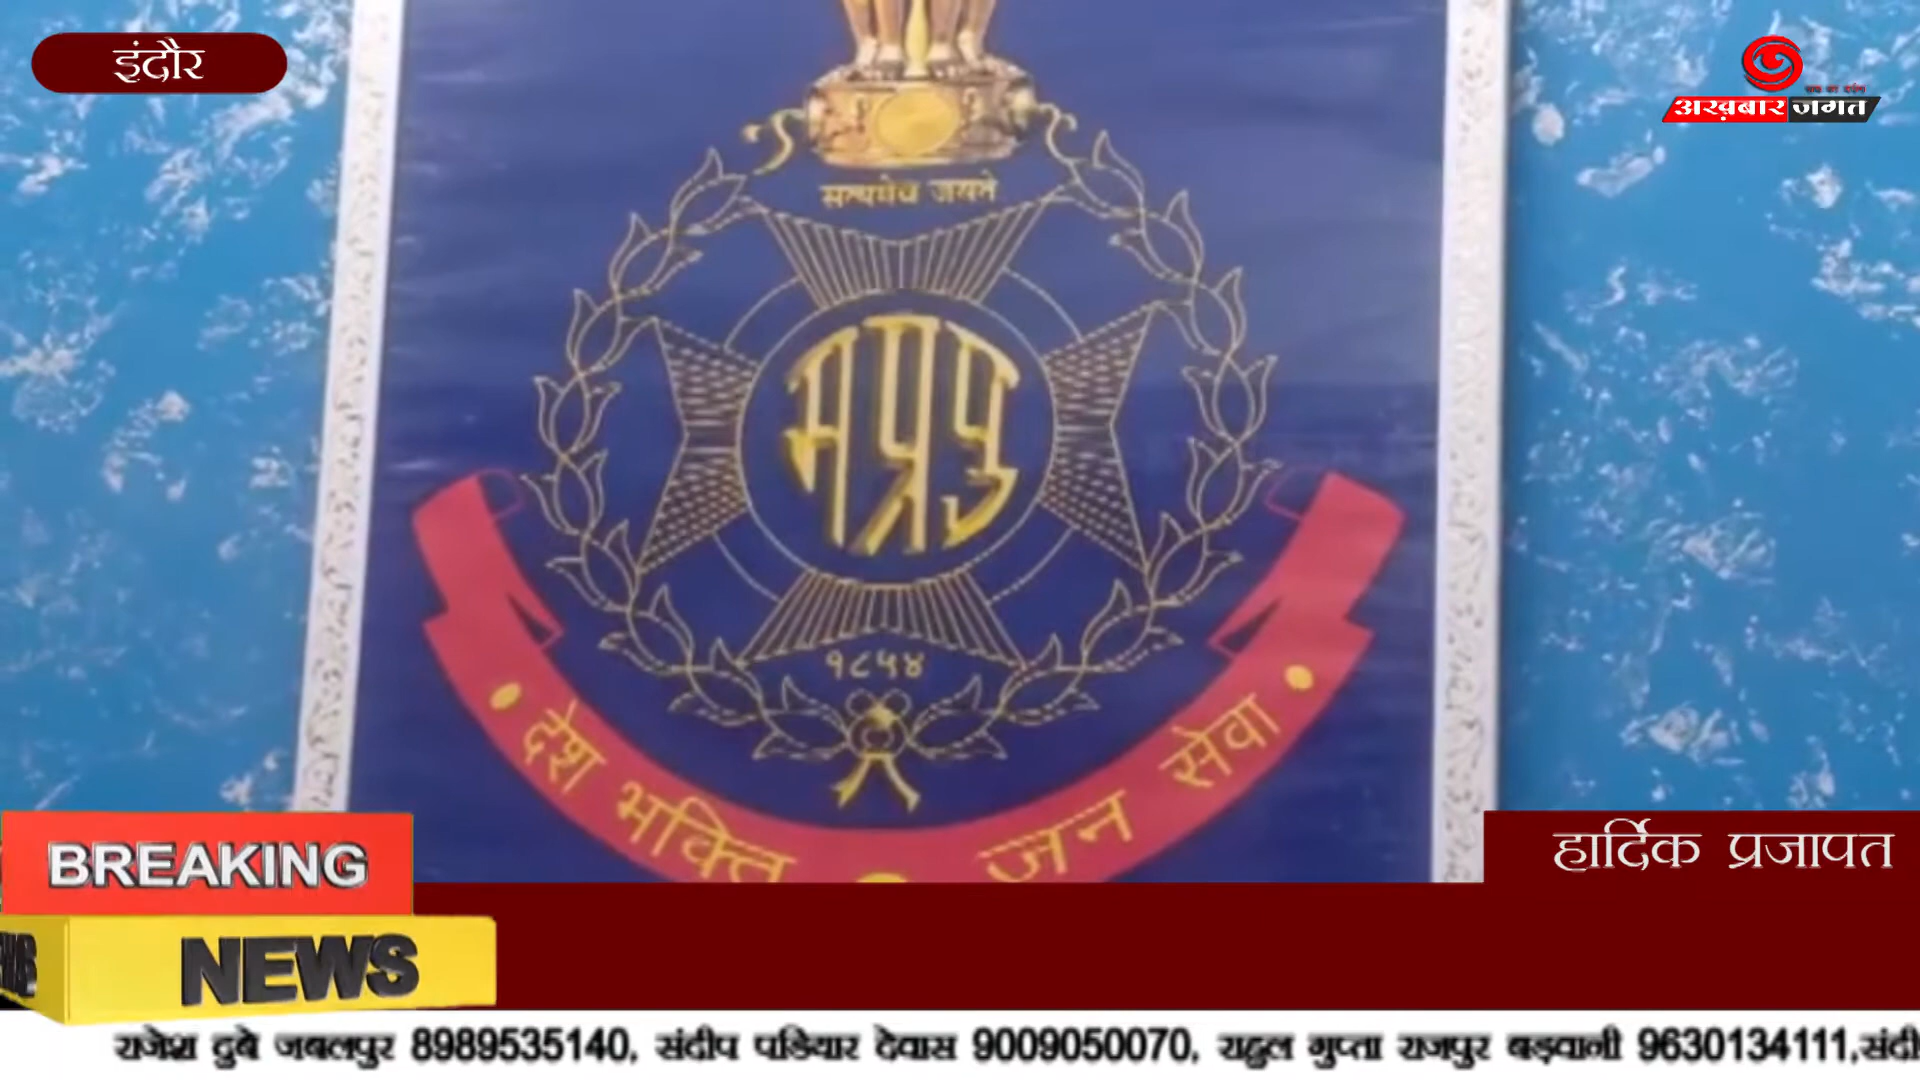 इंदौर
अख़बार जगत
सत्यमेव जयते
मप्रपु
१८५४
देश भक्ति जन सेवा
हार्दिक प्रजापत
BREAKING
NEWS
राजेश दुबे जबलपुर 8989535140, संदीप पडियार देवास 9009050070, राहुल गुप्ता राजपुर बड़वानी 9630134111,संदी